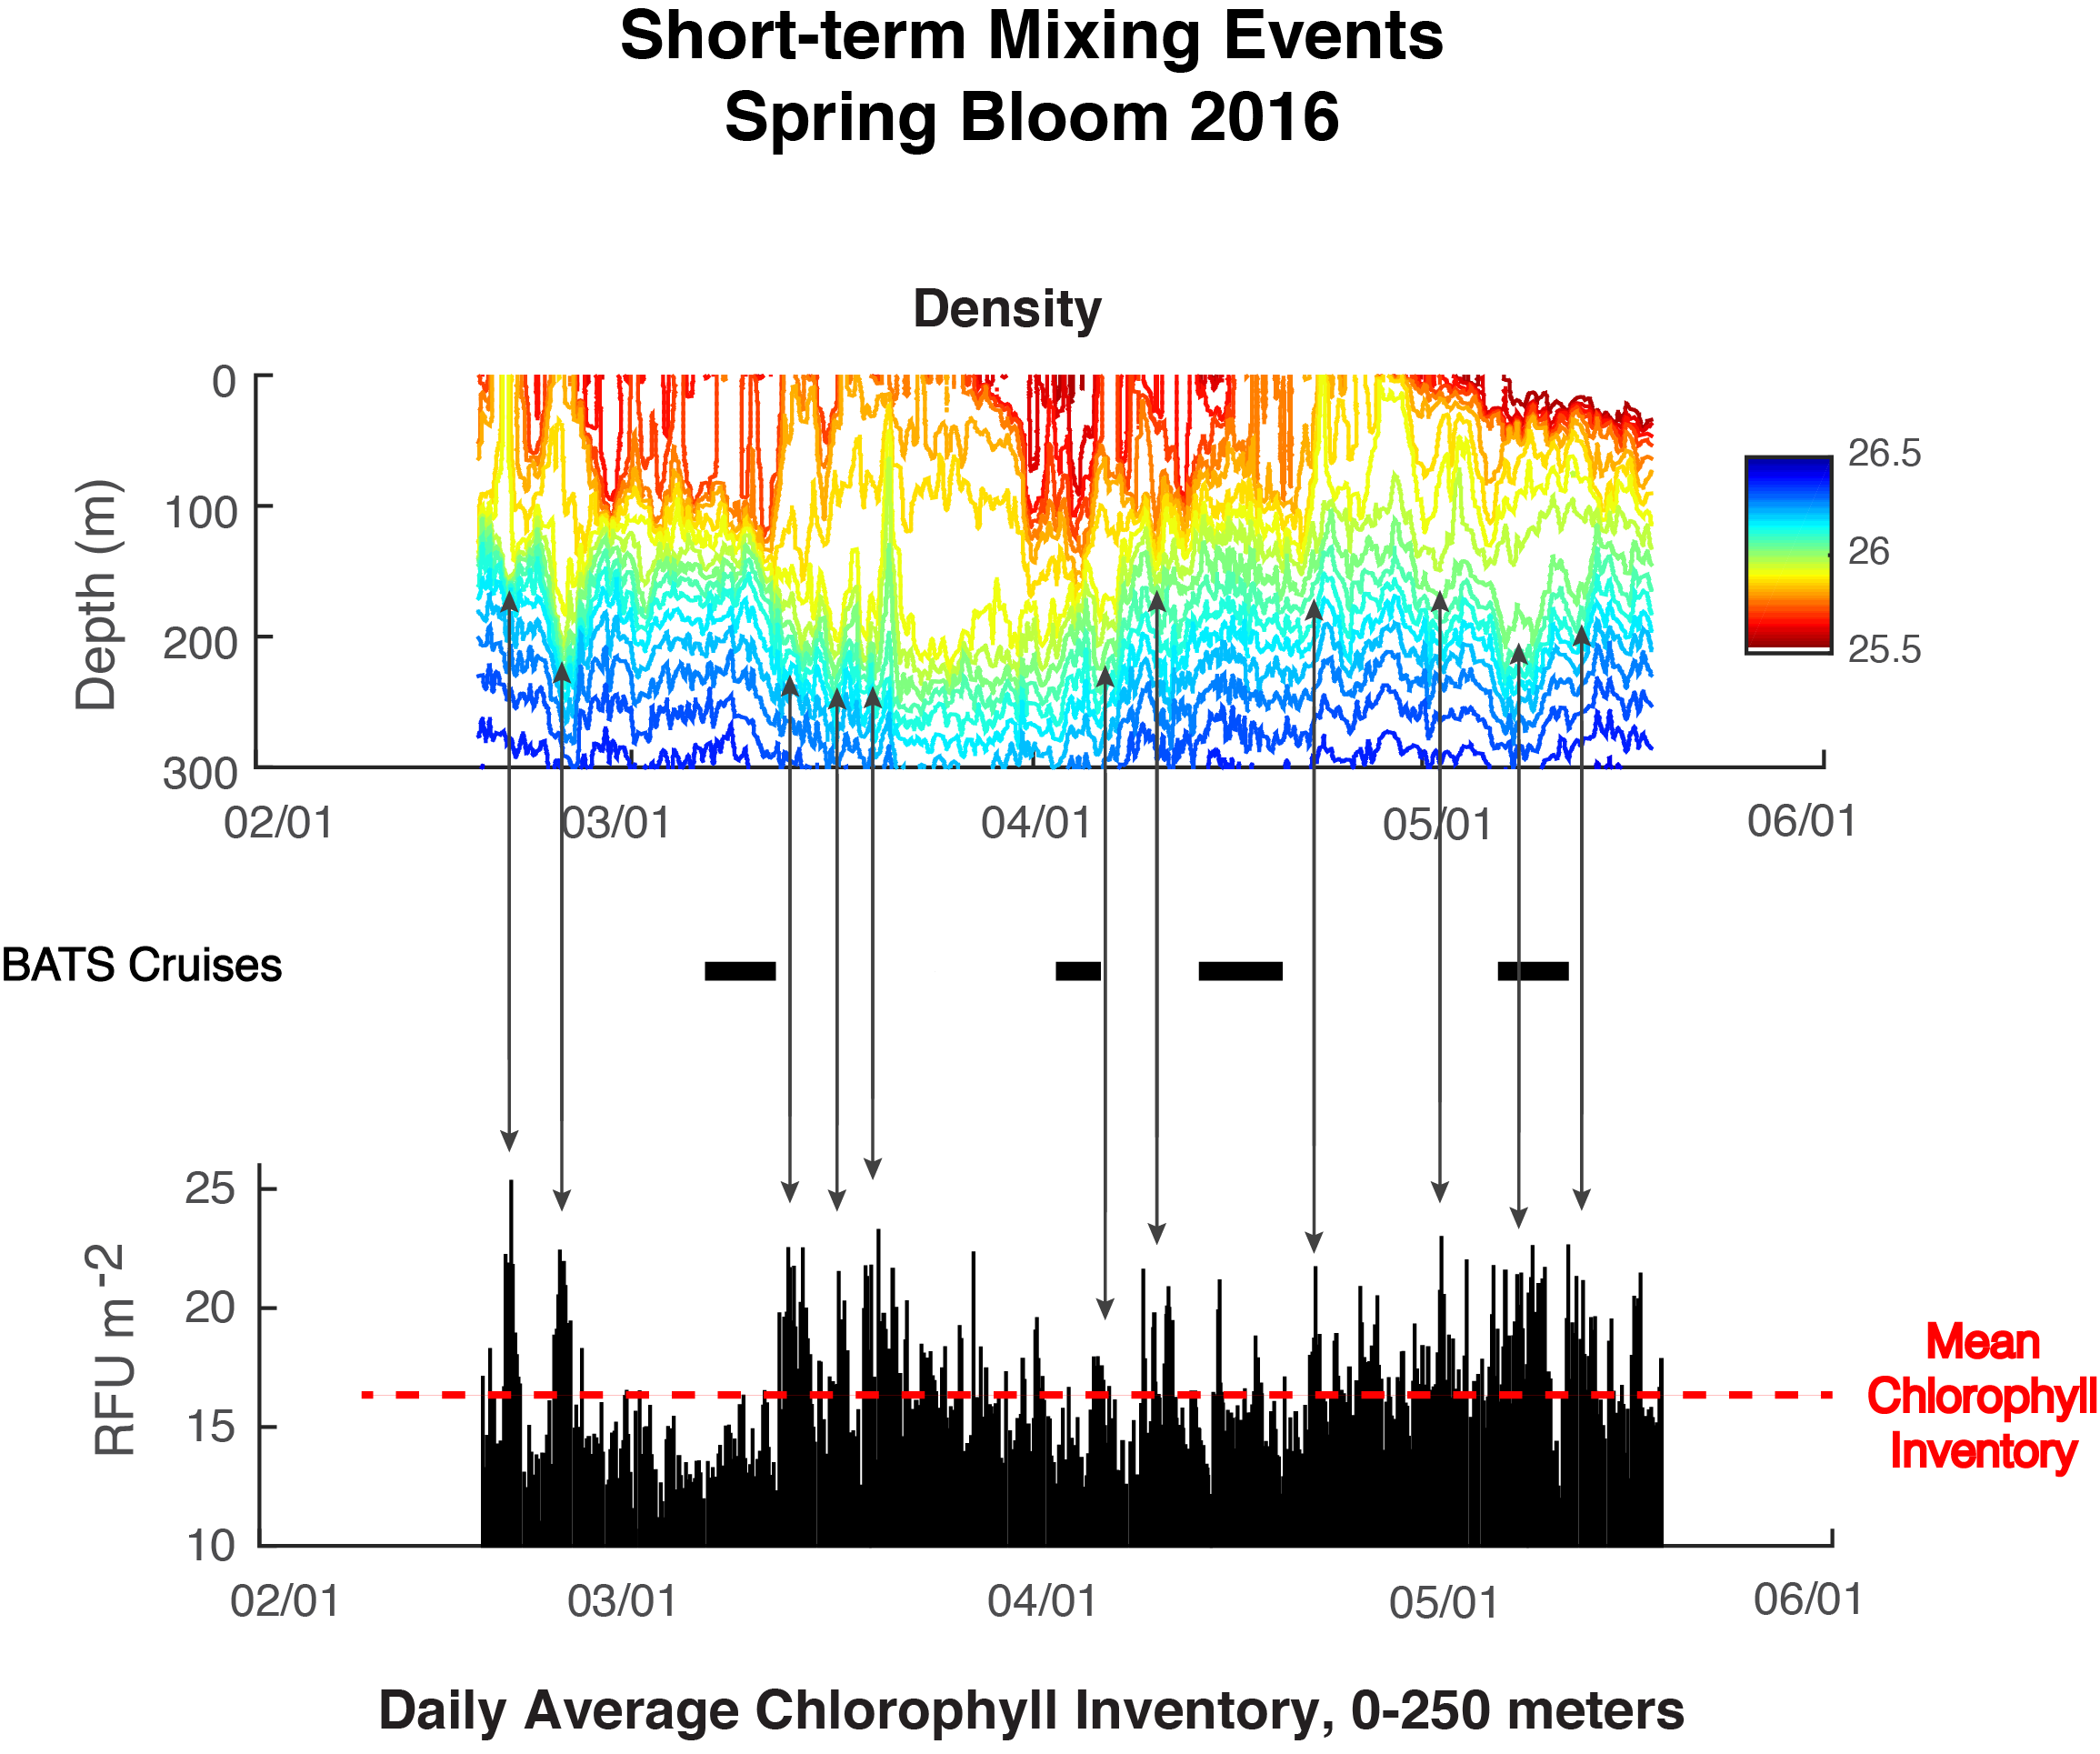 Short-term Mixing Events
Spring Bloom 2016
Density
0
100
200
300
Depth (m)
26.5
26
25.5
02/01 03/01 04/01 05/01 06/01
BATS Cruises
25
20
15
10
RFU m -2
Mean
Chlorophyll
Inventory
02/01 03/01 04/01 05/01 06/01
Daily Average Chlorophyll Inventory, 0-250 meters